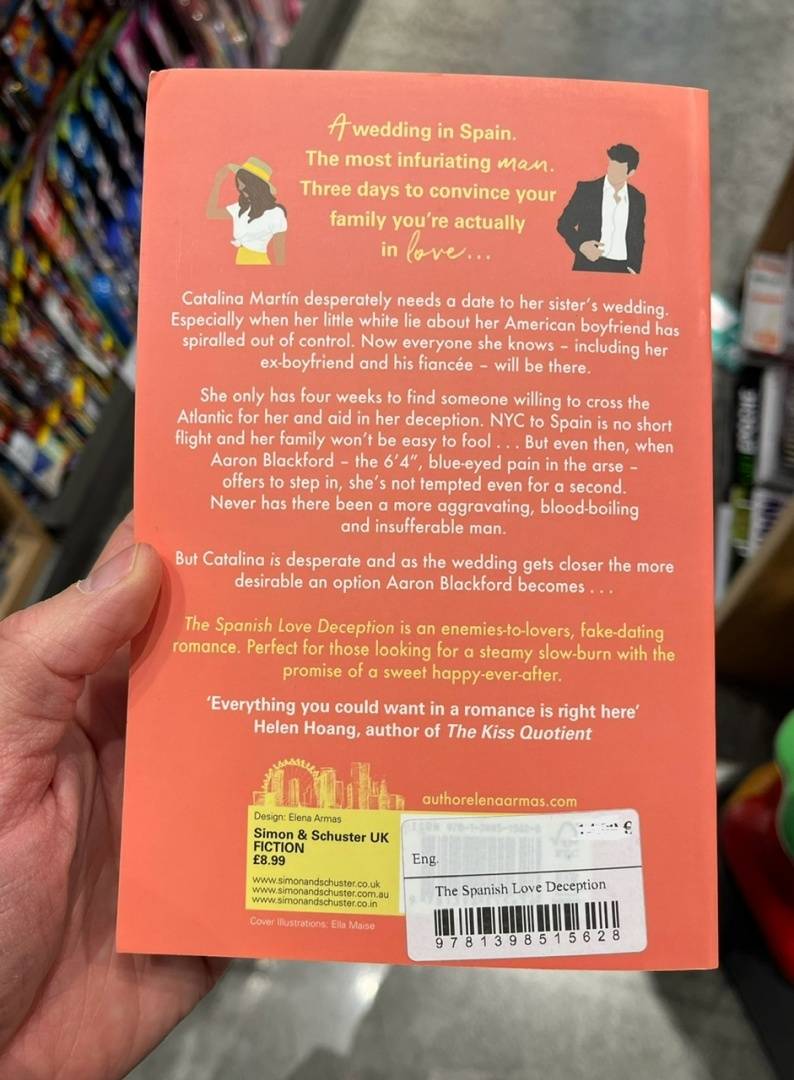 A wedding in Spain.
The most infuriating man.
Three days to convince your
family you're actually
in love...
Catalina Martín desperately needs a date to her sister's wedding.
Especially when her little white lie about her American boyfriend has
spiralled out of control. Now everyone she knows – including her
ex-boyfriend and his fiancée – will be there.
She only has four weeks to find someone willing to cross the
Atlantic for her and aid in her deception. NYC to Spain is no short
flight and her family won't be easy to fool . . . But even then, when
Aaron Blackford – the 6'4", blue-eyed pain in the arse –
offers to step in, she's not tempted even for a second.
Never has there been a more aggravating, blood-boiling
and insufferable man.
But Catalina is desperate and as the wedding gets closer the more
desirable an option Aaron Blackford becomes . . .
The Spanish Love Deception is an enemies-to-lovers, fake-dating
romance. Perfect for those looking for a steamy slow-burn with the
promise of a sweet happy-ever-after.
'Everything you could want in a romance is right here'
Helen Hoang, author of The Kiss Quotient
authorelenaarmas.com
Design: Elena Armas
Simon & Schuster UK
FICTION
£8.99
www.simonandschuster.co.uk
www.simonandschuster.com.au
www.simonandschuster.co.in
Cover Illustrations: Ella Maise
€
Eng.
The Spanish Love Deception
9781398515628